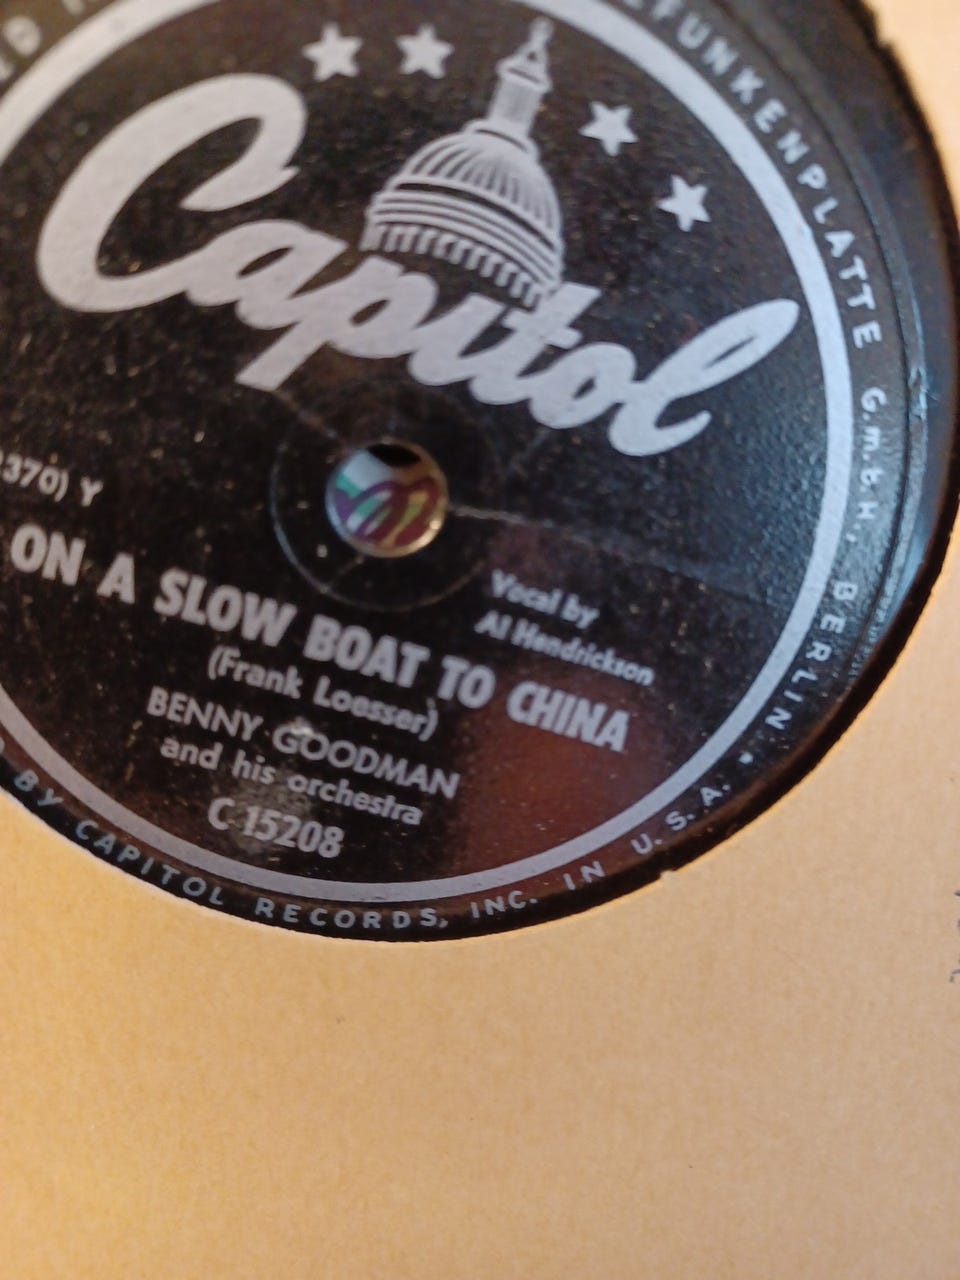 Capitol
370) Y
Vocal by
Al Hendrickson
ON A SLOW BOAT TO CHINA
(Frank Loesser)
BENNY GOODMAN
and his orchestra
C 15208
EFUNKENPLATTE G.m.b.H., BERLIN.
BY CAPITOL RECORDS, INC. IN U.S.A.